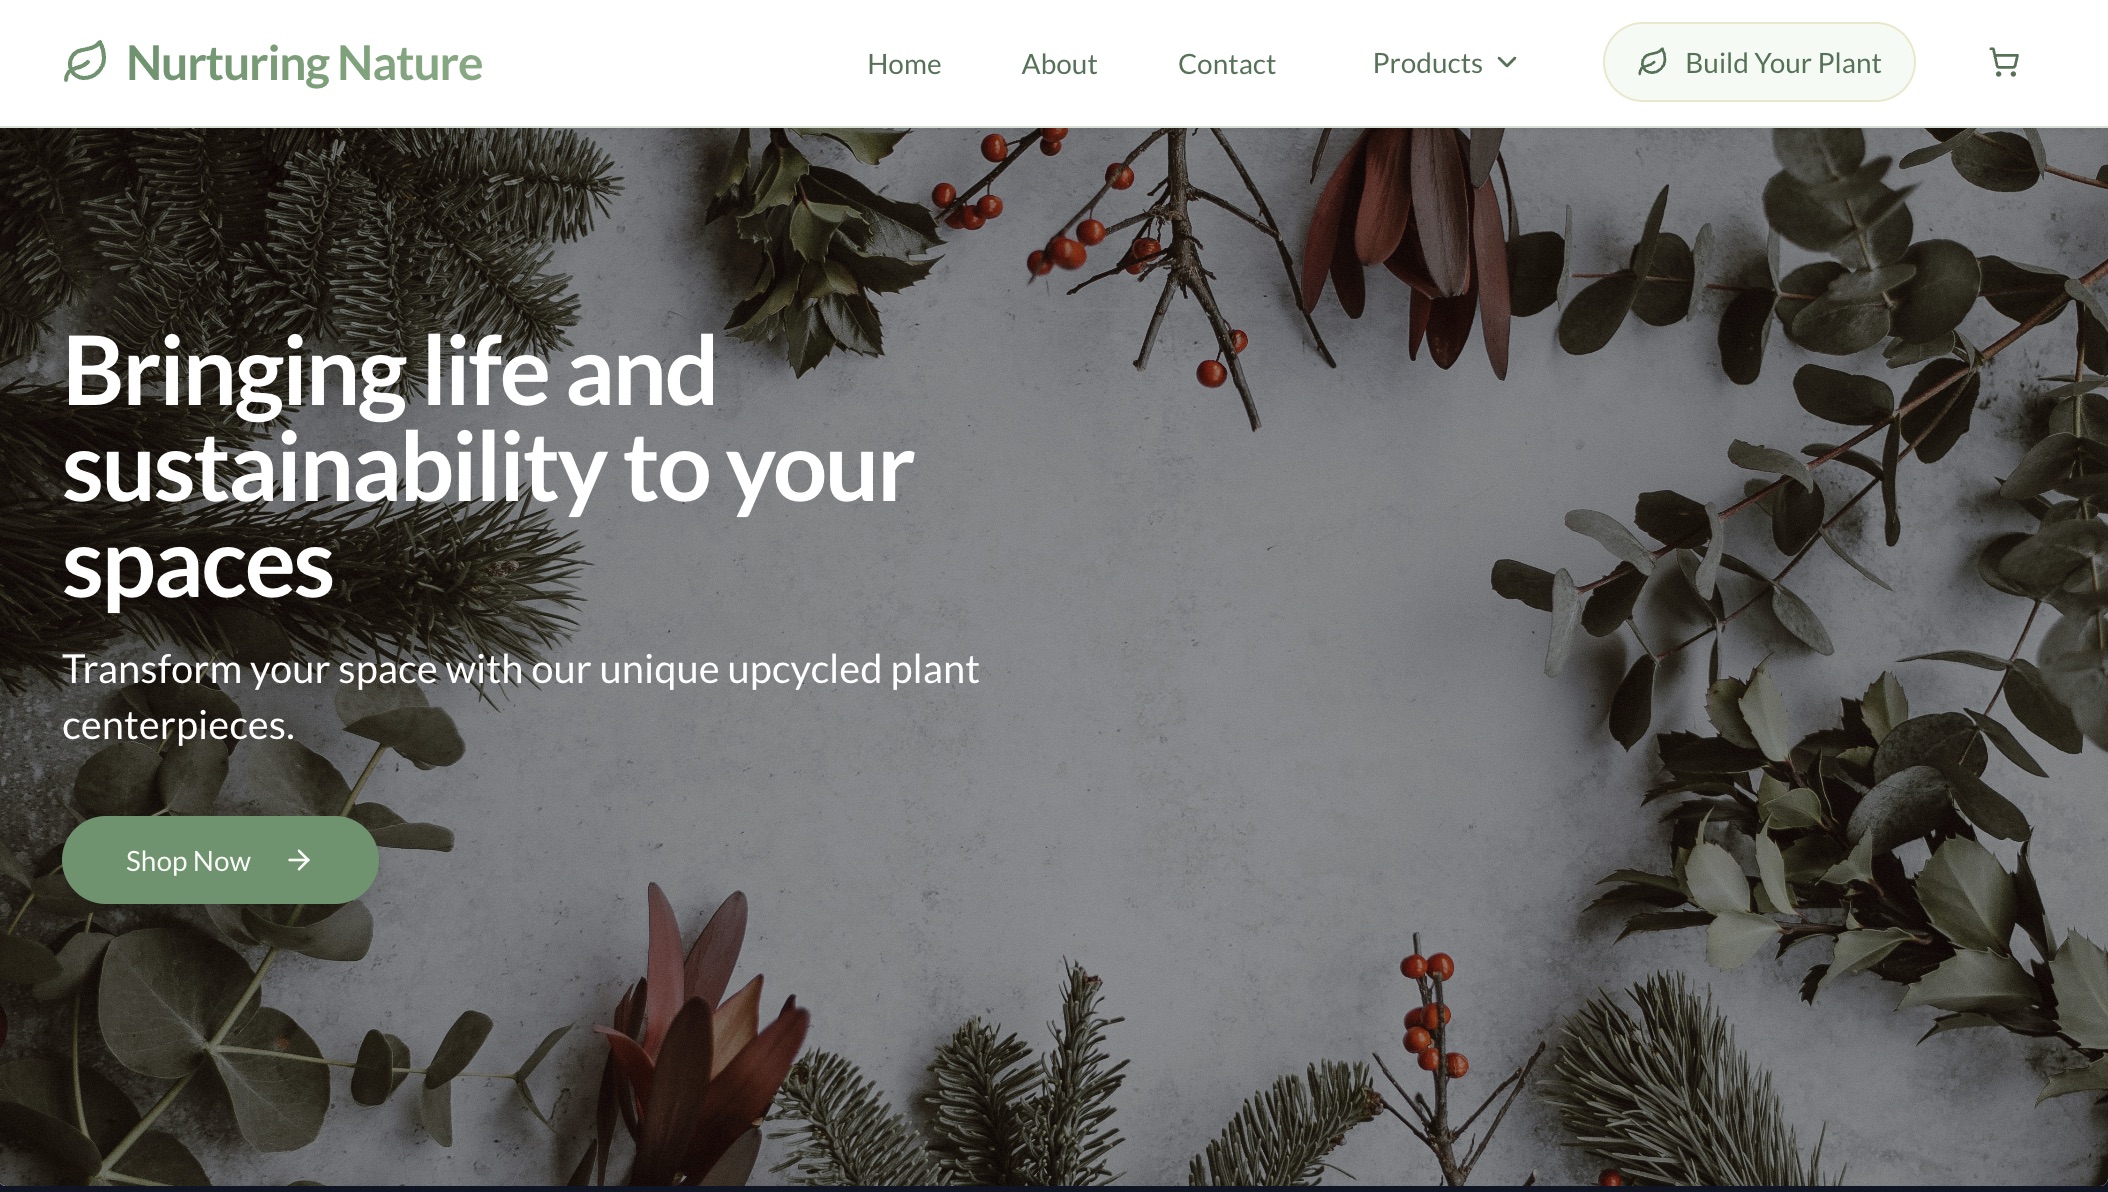 Nurturing Nature
Home About Contact Products Build Your Plant
Bringing life and
sustainability to your
spaces
Transform your space with our unique upcycled plant
centerpieces.
Shop Now